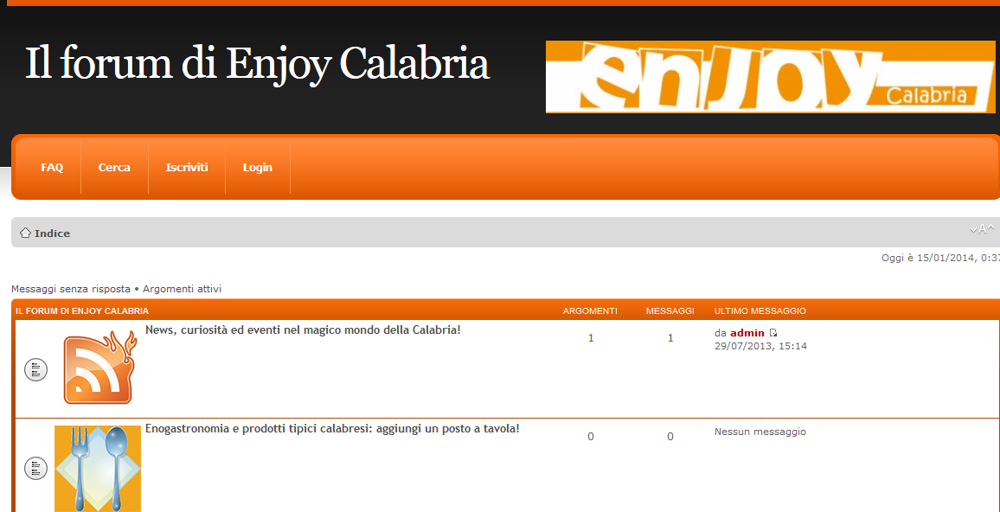 Il forum di Enjoy Calabria
enjoy
Calabria
FAQ Cerca Iscriviti Login
Indice
A
Oggi è 15/01/2014, 0:37
Messaggi senza risposta • Argomenti attivi
IL FORUM DI ENJOY CALABRIA ARGOMENTI MESSAGGI ULTIMO MESSAGGIO
News, curiosità ed eventi nel magico mondo della Calabria! 1 1 da admin
29/07/2013, 15:14
Enogastronomia e prodotti tipici calabresi: aggiungi un posto a tavola! 0 0 Nessun messaggio